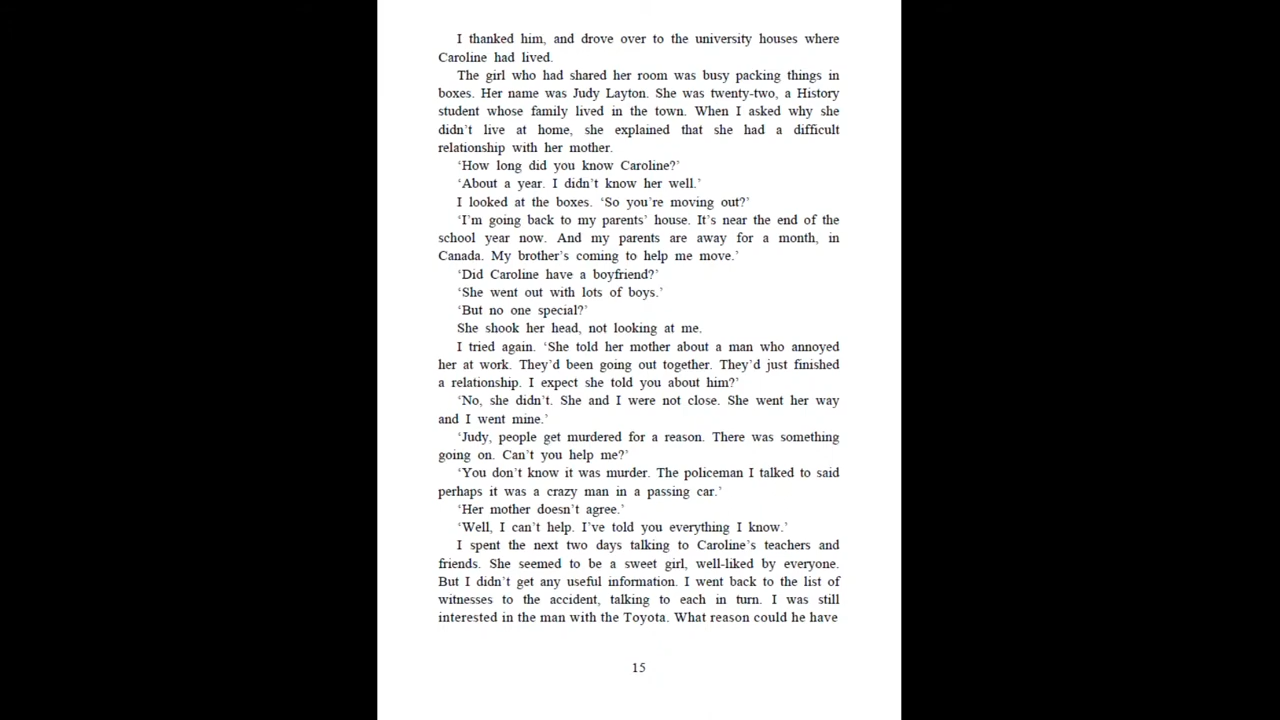 I thanked him, and drove over to the university houses where
Caroline had lived.
The girl who had shared her room was busy packing things in
boxes. Her name was Judy Layton. She was twenty-two, a History
student whose family lived in the town. When I asked why she
didn't live at home, she explained that she had a difficult
relationship with her mother.
‘How long did you know Caroline?’
‘About a year. I didn't know her well.’
I looked at the boxes. ‘So you're moving out?’
‘I'm going back to my parents’ house. It's near the end of the
school year now. And my parents are away for a month, in
Canada. My brother's coming to help me move.’
‘Did Caroline have a boyfriend?’
‘She went out with lots of boys.’
‘But no one special?’
She shook her head, not looking at me.
I tried again. ‘She told her mother about a man who annoyed
her at work. They'd been going out together. They'd just finished
a relationship. I expect she told you about him?’
‘No, she didn't. She and I were not close. She went her way
and I went mine.’
‘Judy, people get murdered for a reason. There was something
going on. Can't you help me?’
‘You don't know it was murder. The policeman I talked to said
perhaps it was a crazy man in a passing car.’
‘Her mother doesn't agree.’
‘Well, I can't help. I've told you everything I know.’
I spent the next two days talking to Caroline's teachers and
friends. She seemed to be a sweet girl, well-liked by everyone.
But I didn't get any useful information. I went back to the list of
witnesses to the accident, talking to each in turn. I was still
interested in the man with the Toyota. What reason could he have
15